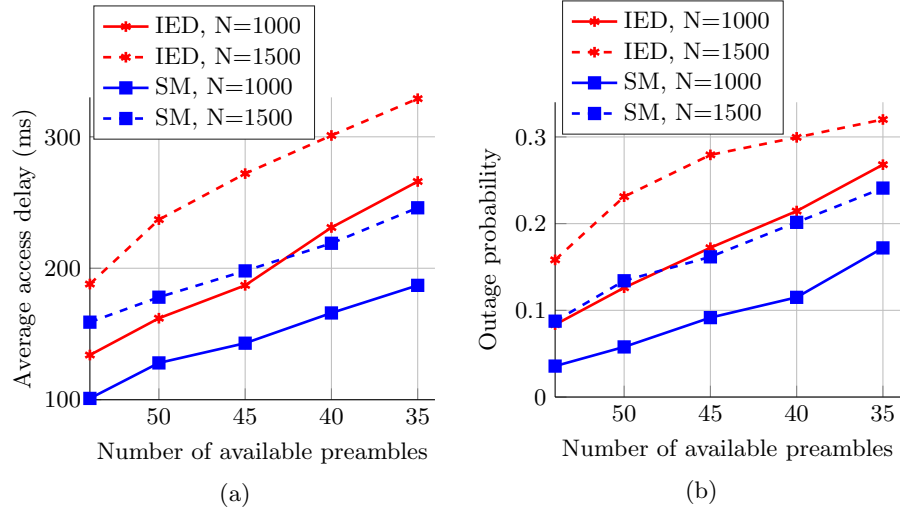 IED, N=1000
IED, N=1500
SM, N=1000
SM, N=1500
300
200
100
50
45
40
35
Average access delay (ms)
Number of available preambles
(a)
IED, N=1000
IED, N=1500
SM, N=1000
SM, N=1500
0.3
0.2
0.1
0
50
45
40
35
Outage probability
Number of available preambles
(b)